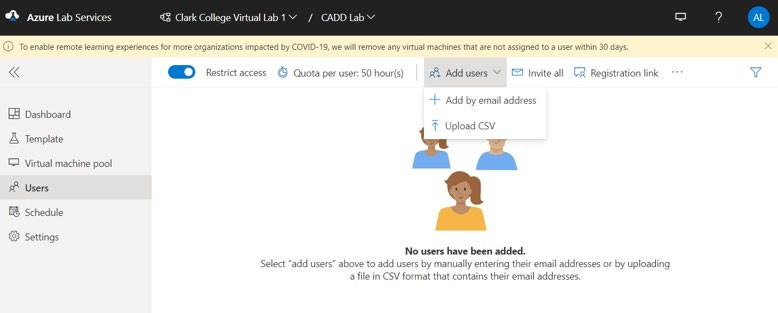 Azure Lab Services Clark College Virtual Lab 1 / CADD Lab ? AL
To enable remote learning experiences for more organizations impacted by COVID-19, we will remove any virtual machines that are not assigned to a user within 30 days.
Restrict access Quota per user: 50 hour(s) Add users Invite all Registration link ...
Add by email address
Upload CSV
Dashboard
Template
Virtual machine pool
Users
Schedule
Settings
No users have been added.
Select "add users" above to add users by manually entering their email addresses or by uploading
a file in CSV format that contains their email addresses.